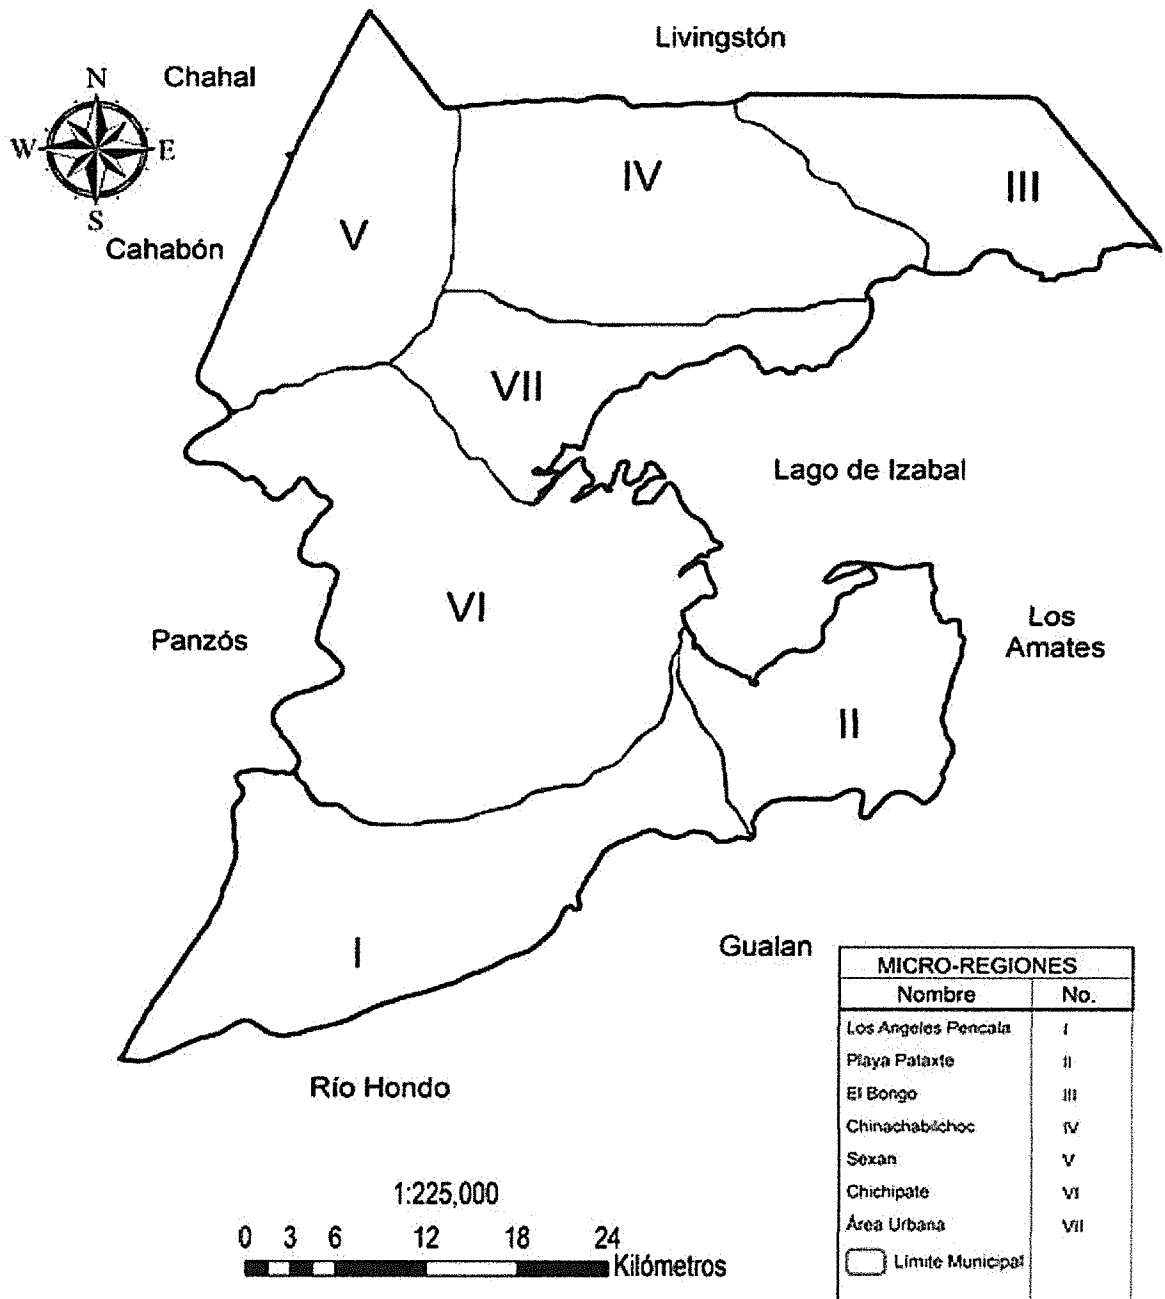 Livingstón
Chahal
N
W E
S
Cahabón
IV
III
V
VII
Lago de Izabal
VI
Panzós
Los
Amates
II
I
Gualan
Río Hondo
MICRO-REGIONES
Nombre No.
Los Angeles Pencala I
Playa Pataxte II
El Bongo III
Chinachabilchoc IV
Sexan V
Chichipate VI
Área Urbana VII
Límite Municipal
1:225,000
0 3 6 12 18 24
Kilómetros